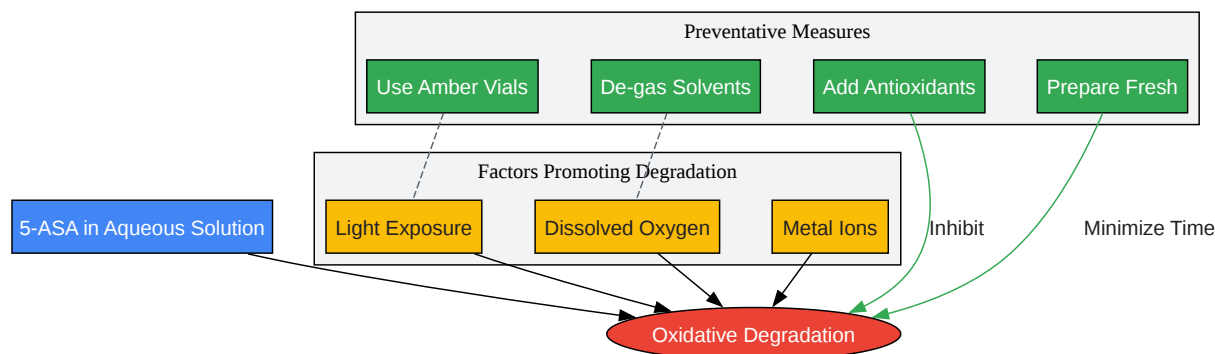 Preventative Measures
Use Amber Vials
De-gas Solvents
Add Antioxidants
Prepare Fresh
Factors Promoting Degradation
5-ASA in Aqueous Solution
Light Exposure
Dissolved Oxygen
Metal Ions
Inhibit
Minimize Time
Oxidative Degradation